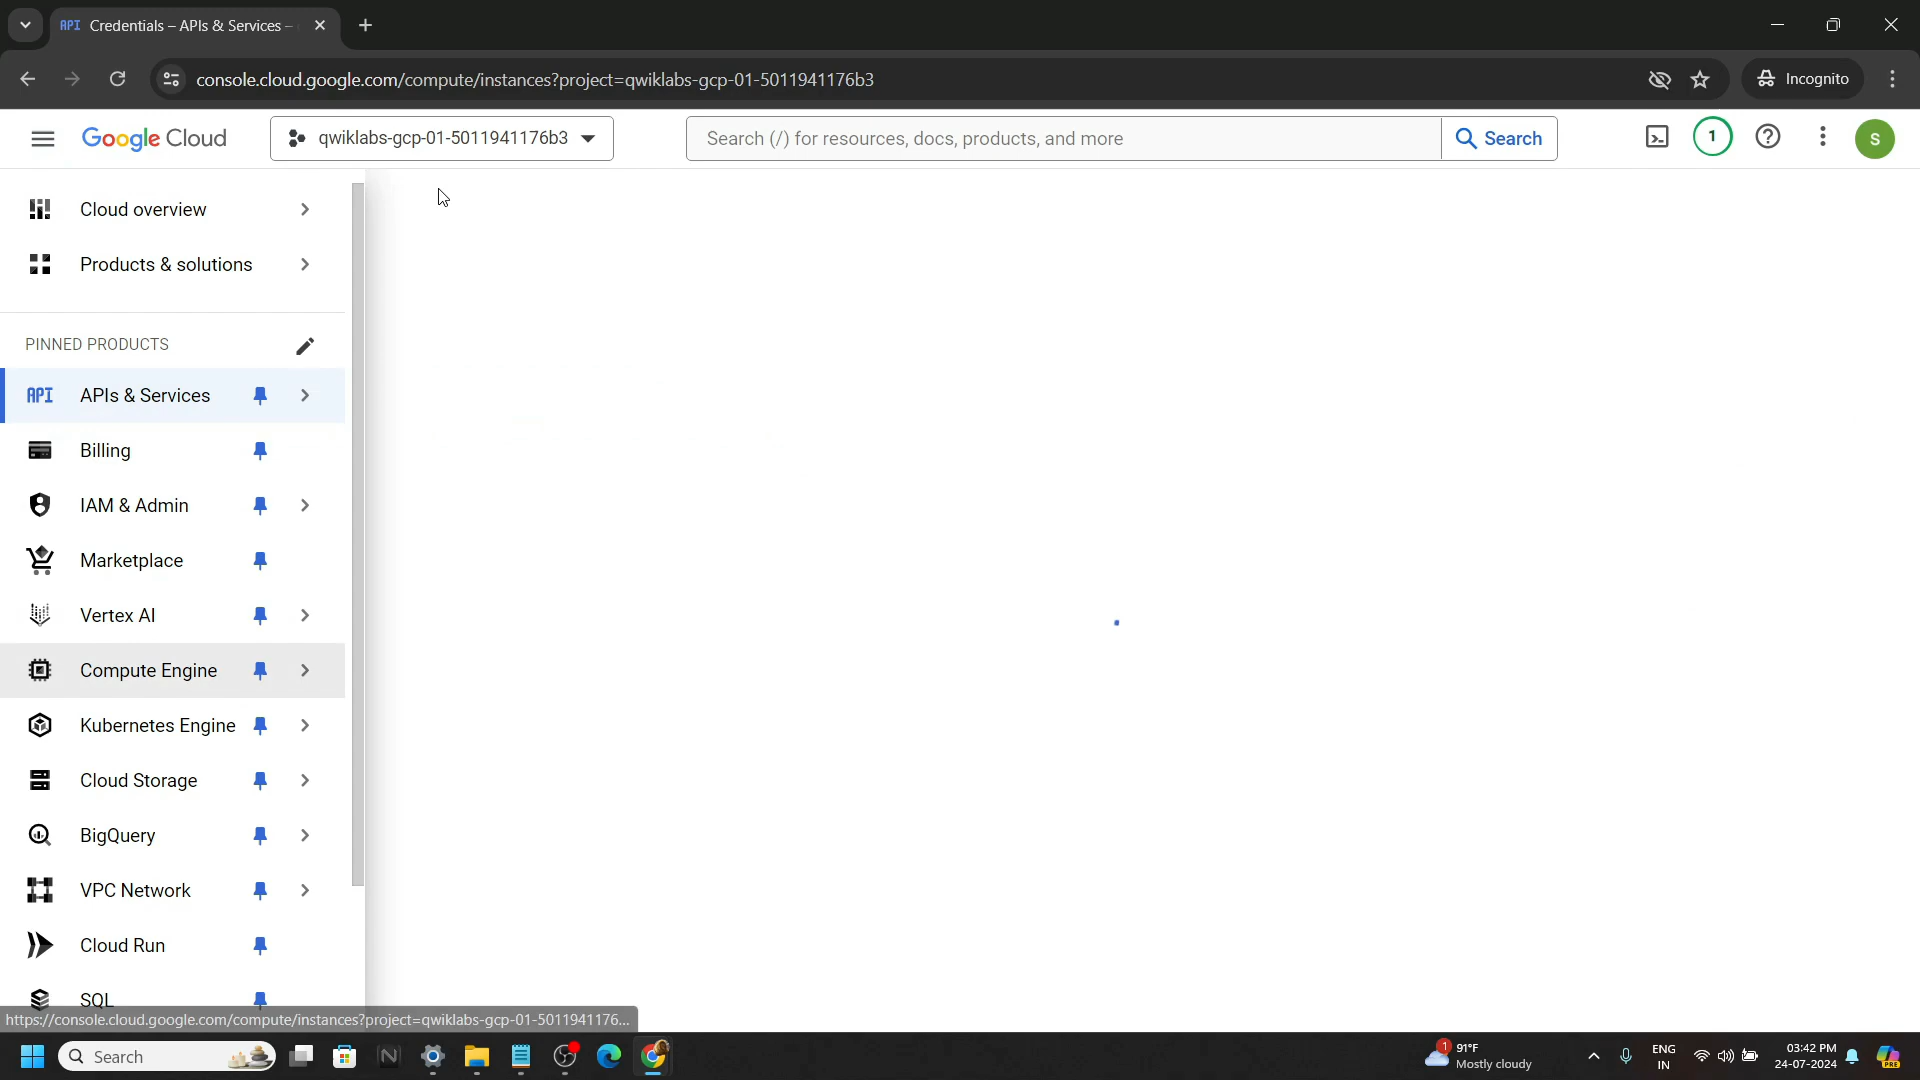 API Credentials – APIs & Services –
console.cloud.google.com/compute/instances?project=qwiklabs-gcp-01-5011941176b3
Incognito
Google Cloud
qwiklabs-gcp-01-5011941176b3
Search (/) for resources, docs, products, and more
Search
1
S
Cloud overview
Products & solutions
PINNED PRODUCTS
API APIs & Services
Billing
IAM & Admin
Marketplace
Vertex AI
Compute Engine
Kubernetes Engine
Cloud Storage
BigQuery
VPC Network
Cloud Run
SQL
https://console.cloud.google.com/compute/instances?project=qwiklabs-gcp-01-5011941176...
Search
1
91°F
Mostly cloudy
ENG
IN
03:42 PM
24-07-2024
PRE